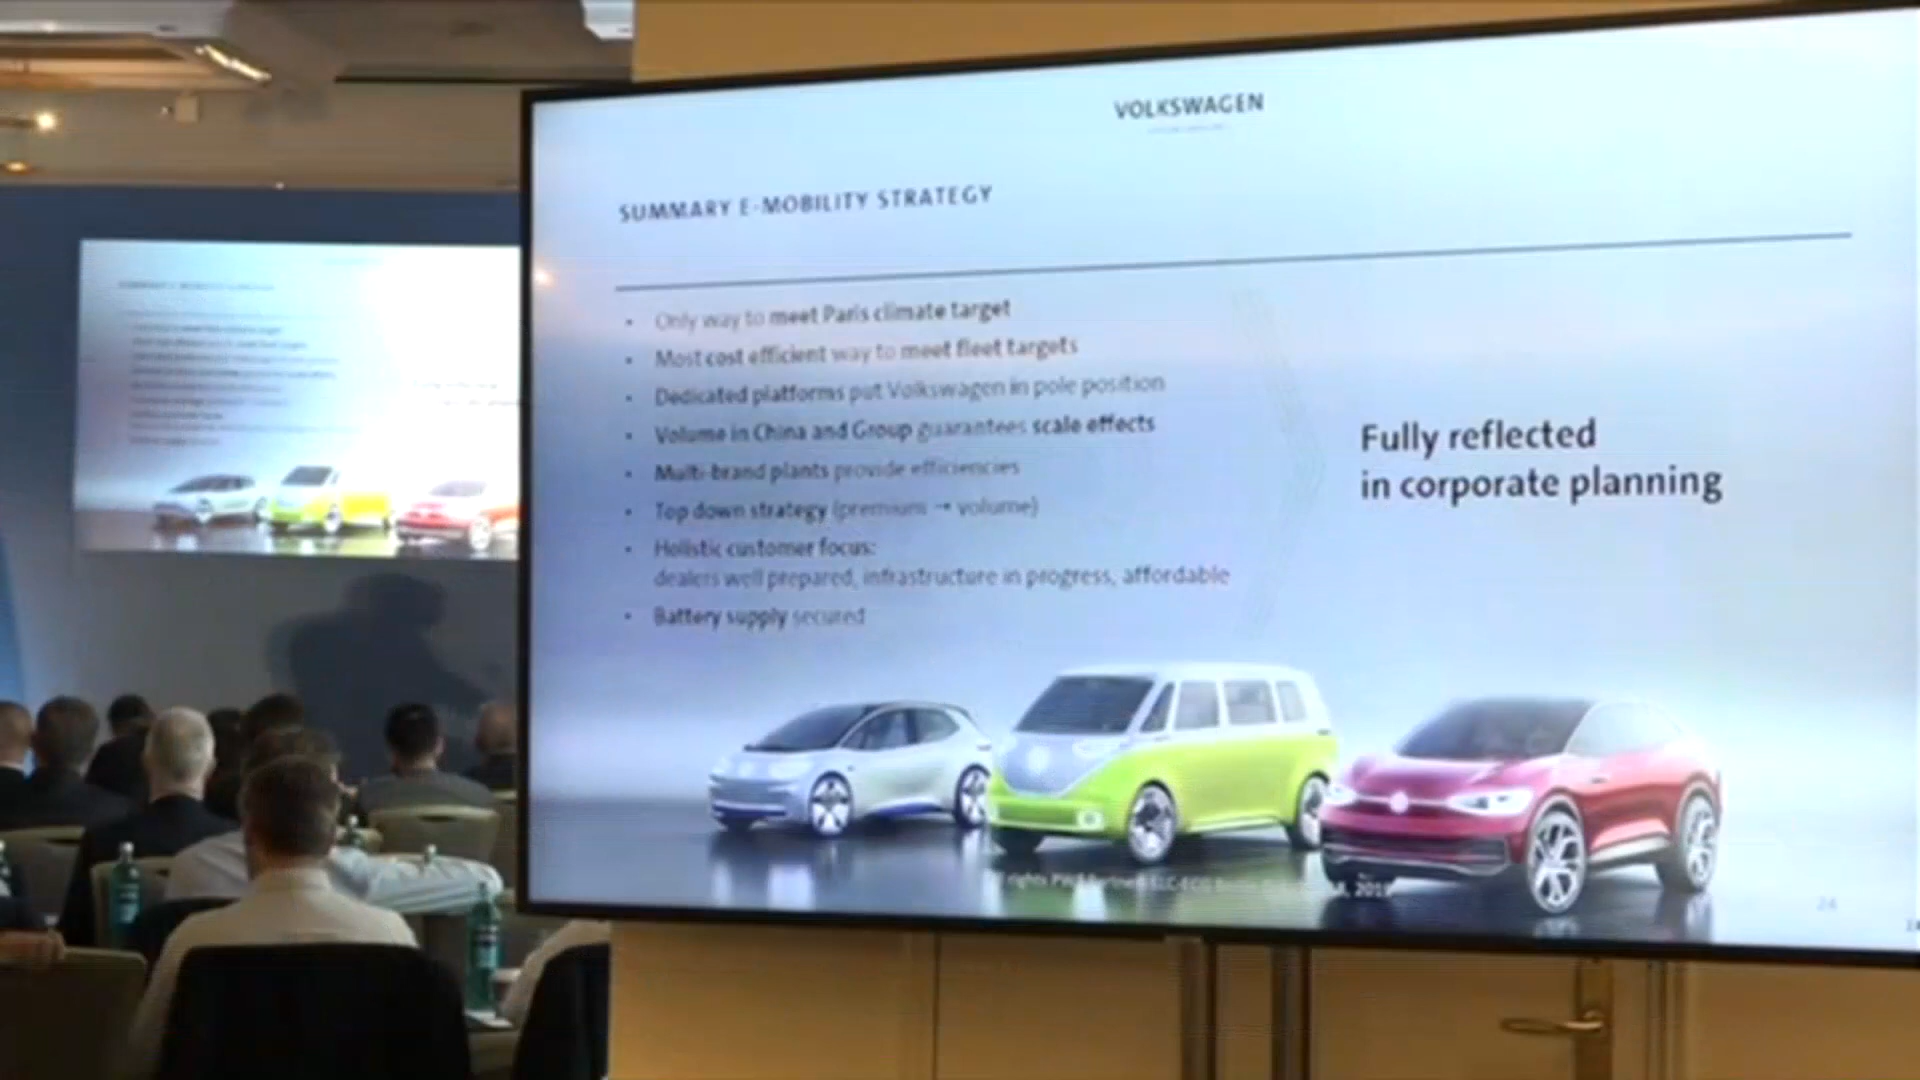 VOLKSWAGEN
SUMMARY E-MOBILITY STRATEGY
• Only way to meet Paris climate target
• Most cost efficient way to meet fleet targets
• Dedicated platforms put Volkswagen in pole position
• Volume in China and Group guarantees scale effects
• Multi-brand plants provide efficiencies
• Top down strategy (premium → volume)
• Holistic customer focus:
dealers well prepared, infrastructure in progress, affordable
• Battery supply secured
Fully reflected
in corporate planning
rights
24